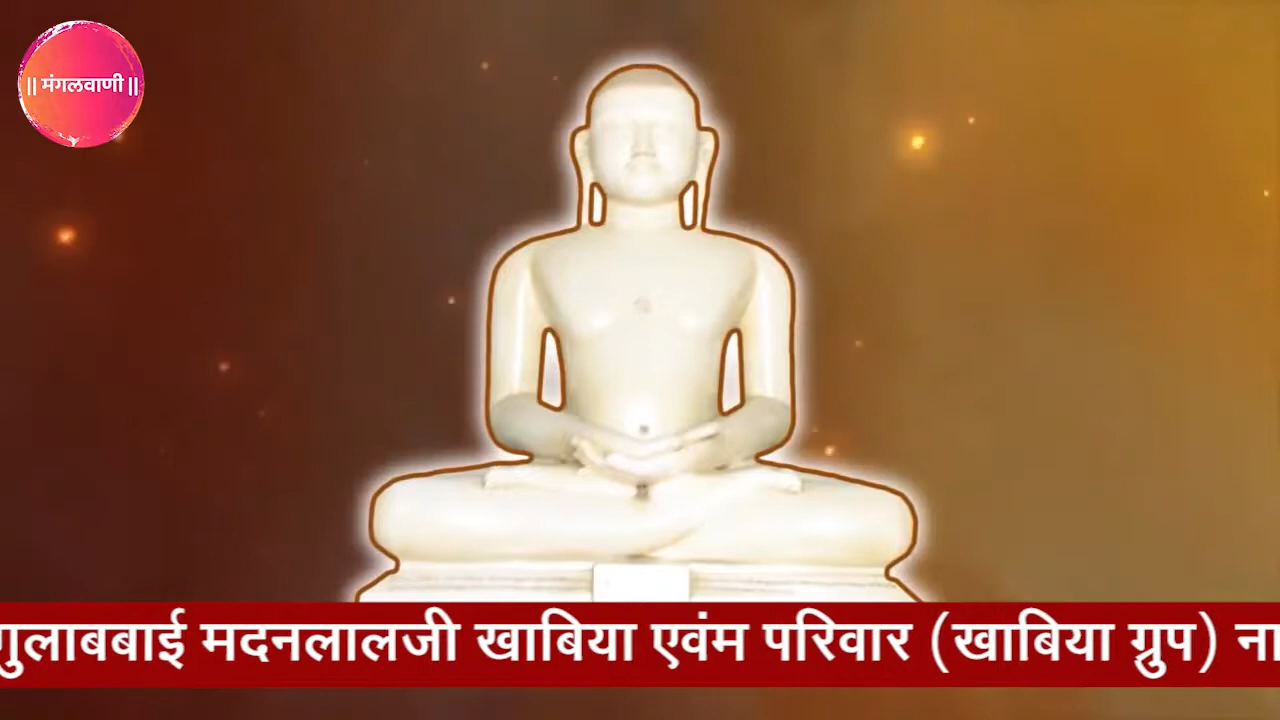 || मंगलवाणी ||
गुलाबबाई मदनलालजी खाबिया एवंम परिवार (खाबिया ग्रुप)